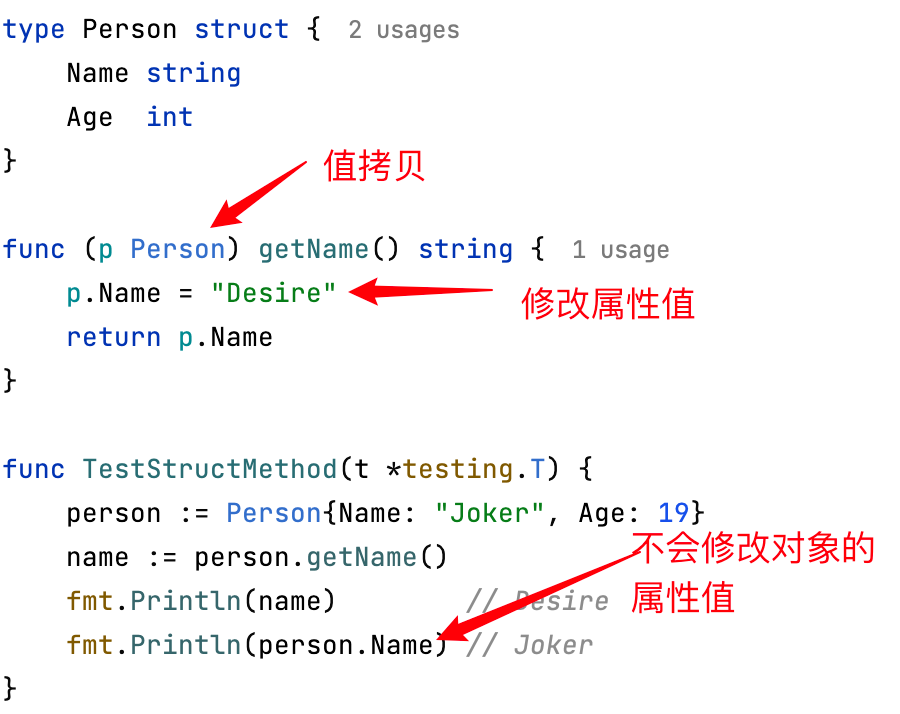 type Person struct { 2 usages
    Name string
    Age  int
}
值拷贝
func (p Person) getName() string { 1 usage
    p.Name = "Desire"
修改属性值
    return p.Name
}
func TestStructMethod(t *testing.T) {
    person := Person{Name: "Joker", Age: 19}
    name := person.getName()
不会修改对象的
属性值
    fmt.Println(name)        // Desire
    fmt.Println(person.Name) // Joker
}